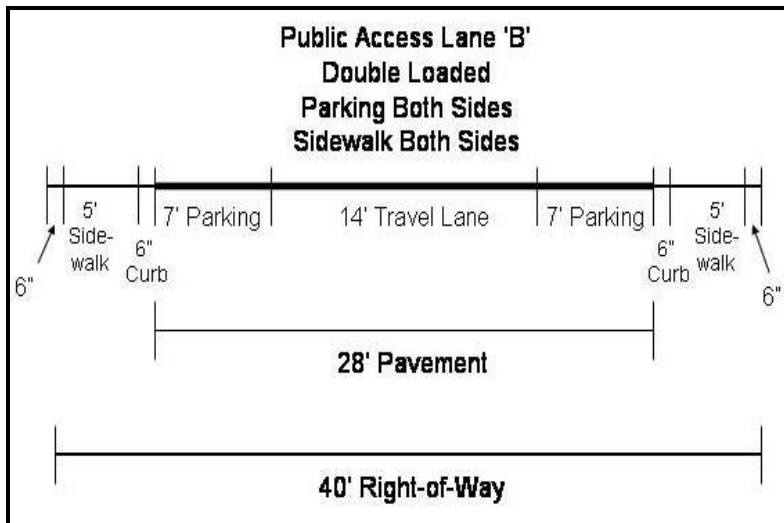 Public Access Lane 'B'
Double Loaded
Parking Both Sides
Sidewalk Both Sides
5'
Side-
walk
6"
6"
Curb
7' Parking
14' Travel Lane
7' Parking
6"
Curb
5'
Side-
walk
6"
28' Pavement
40' Right-of-Way